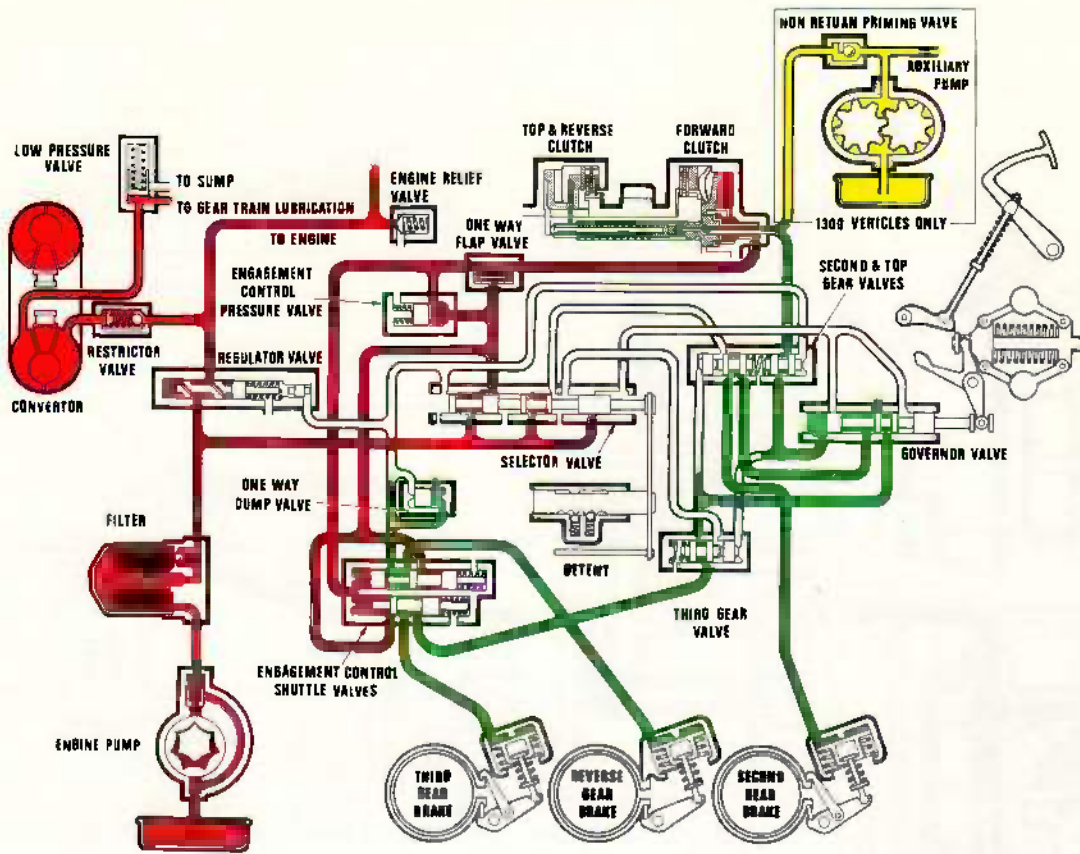 NON RETUAN PRIMING VALVE
AUXILIARY
PUMP
1300 VEHICLES ONLY
TOP & REVERSE
CLUTCH
FORWARD
CLUTCH
LOW PRESSURE
VALVE
TO SUMP
TO GEAR TRAIN LUBRICATION
ENGINE RELIEF
VALVE
TO ENGINE
ONE WAY
FLAP VALVE
ENGAGEMENT
CONTROL
PRESSURE VALVE
SECOND & TOP
GEAR VALVES
RESTRICTOR
VALVE
REGULATOR VALVE
CONVERTOR
SELECTOR VALVE
GOVERNOR VALVE
ONE WAY
DUMP VALVE
FILTER
DETENT
THIRD GEAR
VALVE
ENGAGEMENT CONTROL
SHUTTLE VALVES
ENGINE PUMP
THIRD
GEAR
BRAKE
REVERSE
GEAR
BRAKE
SECOND
GEAR
BRAKE